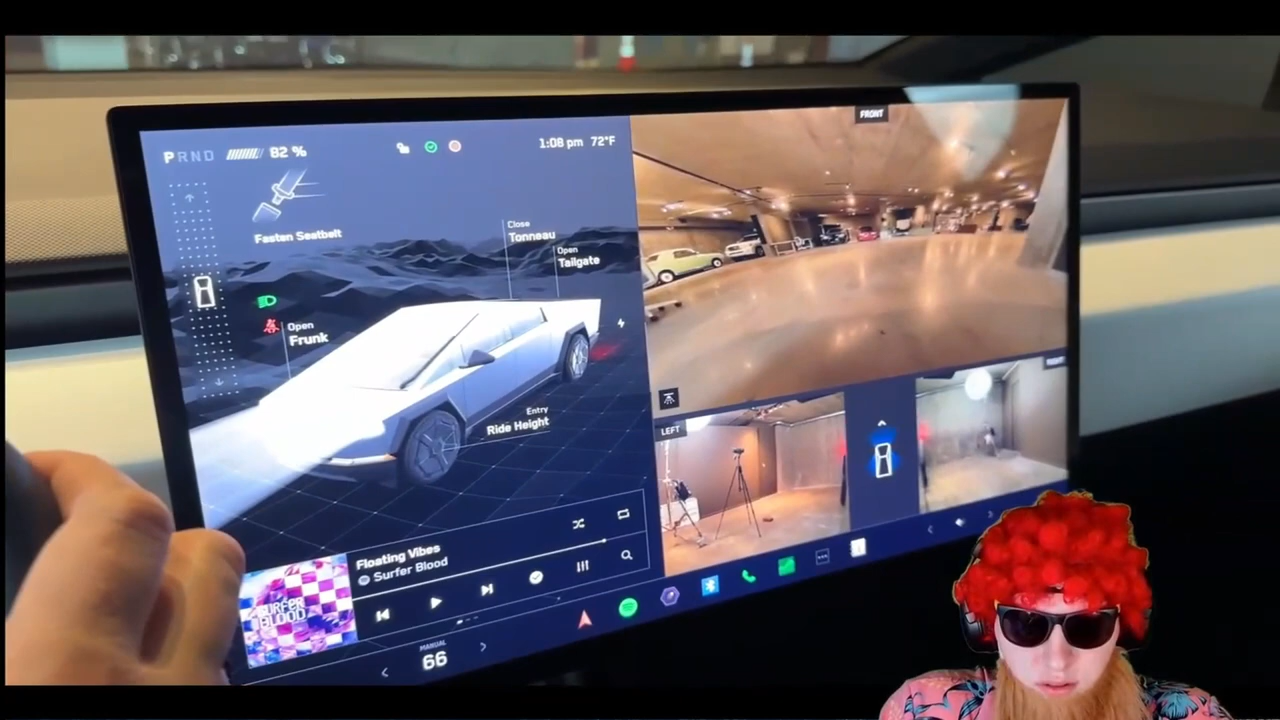 PRND 82 %
1:08 pm 72°F
FRONT
Fasten Seatbelt
Close
Tonneau
Open
Tailgate
Open
Frunk
Entry
Ride Height
LEFT
RIGHT
Floating Vibes
Surfer Blood
SURFER
BLOOD
MANUAL
66